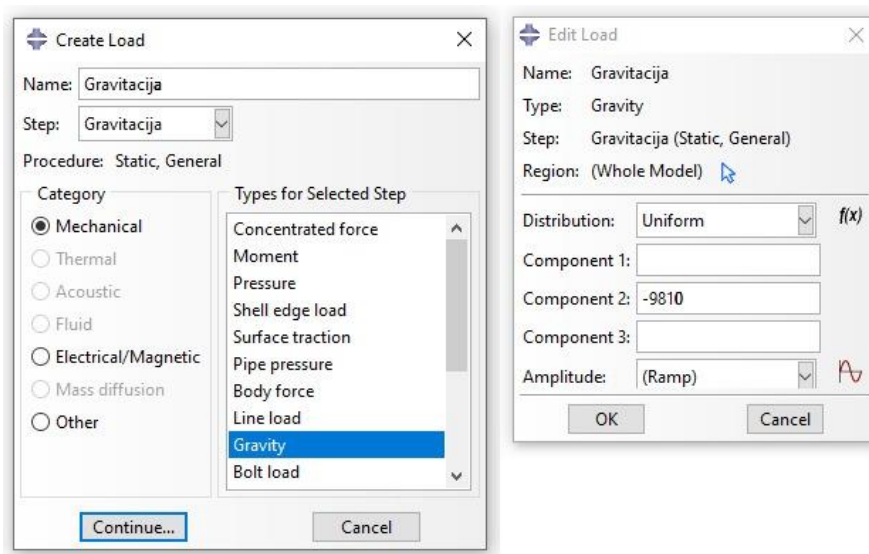 Create Load
Name: Gravitacija
Step: Gravitacija
Procedure: Static, General
Category
Mechanical
Thermal
Acoustic
Fluid
Electrical/Magnetic
Mass diffusion
Other
Types for Selected Step
Concentrated force
Moment
Pressure
Shell edge load
Surface traction
Pipe pressure
Body force
Line load
Gravity
Bolt load
Continue...
Cancel
Edit Load
Name: Gravitacija
Type: Gravity
Step: Gravitacija (Static, General)
Region: (Whole Model)
Distribution: Uniform f(x)
Component 1:
Component 2: -9810
Component 3:
Amplitude: (Ramp)
OK
Cancel